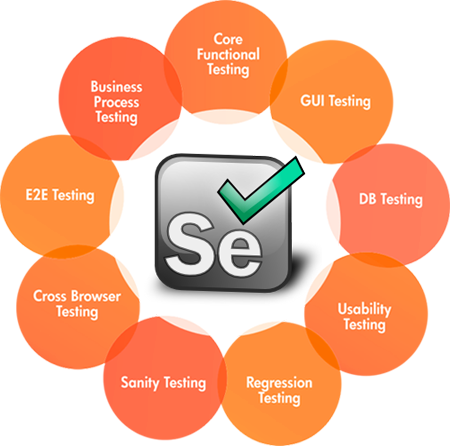 Core
Functional
Testing
GUI Testing
DB Testing
Usability
Testing
Regression
Testing
Sanity Testing
Cross Browser
Testing
E2E Testing
Business
Process
Testing
Se